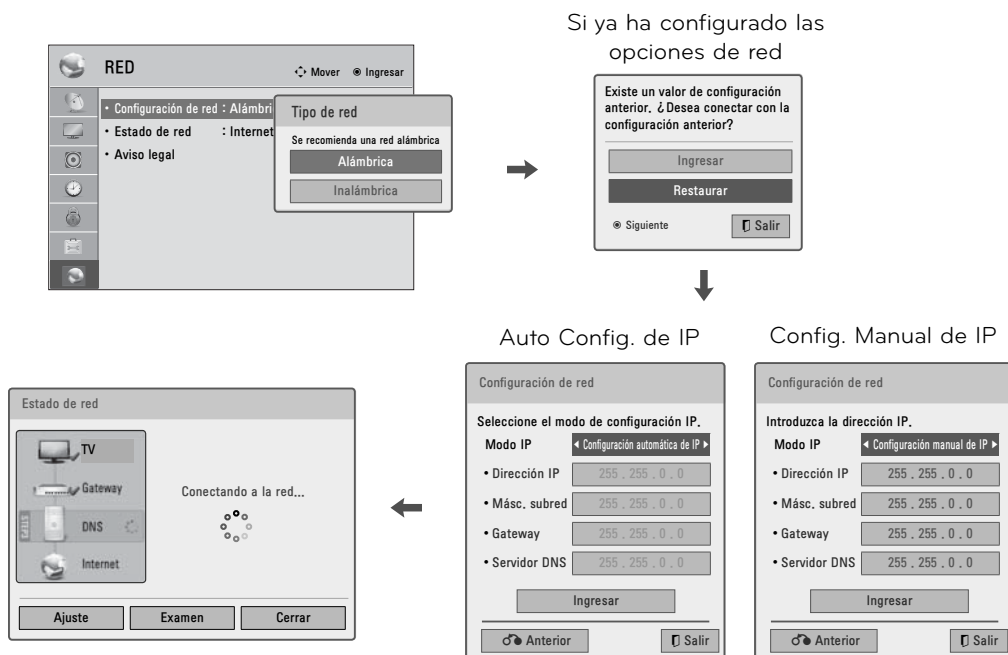 Si ya ha configurado las
opciones de red
RED
Mover ◉ Ingresar
• Configuración de red : Alámbri
• Estado de red : Internet
• Aviso legal
Tipo de red
Se recomienda una red alámbrica
Alámbrica
Inalámbrica
Existe un valor de configuración
anterior. ¿Desea conectar con la
configuración anterior?
Ingresar
Restaurar
◉ Siguiente
Salir
Auto Config. de IP
Config. Manual de IP
Estado de red
TV
Gateway
DNS
Internet
Conectando a la red...
Ajuste
Examen
Cerrar
Configuración de red
Seleccione el modo de configuración IP.
Modo IP ◀ Configuración automática de IP ▶
• Dirección IP 255 . 255 . 0 . 0
• Másc. subred 255 . 255 . 0 . 0
• Gateway 255 . 255 . 0 . 0
• Servidor DNS 255 . 255 . 0 . 0
Ingresar
Anterior
Salir
Configuración de red
Introduzca la dirección IP.
Modo IP ◀ Configuración manual de IP ▶
• Dirección IP 255 . 255 . 0 . 0
• Másc. subred 255 . 255 . 0 . 0
• Gateway 255 . 255 . 0 . 0
• Servidor DNS 255 . 255 . 0 . 0
Ingresar
Anterior
Salir